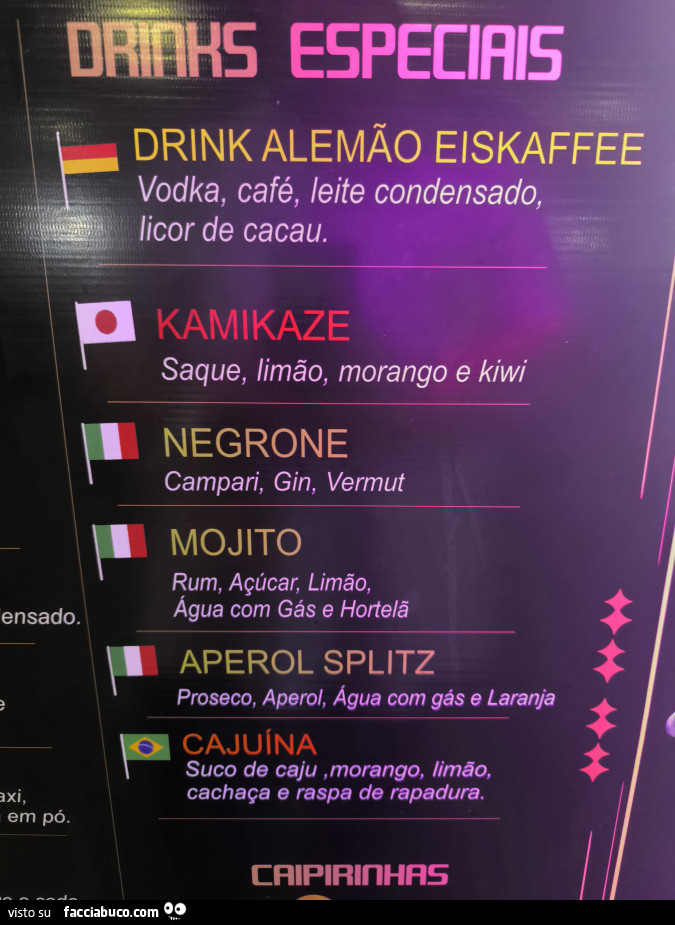 DRINKS ESPECIAIS
DRINK ALEMÃO EISKAFFEE
Vodka, café, leite condensado,
licor de cacau.
KAMIKAZE
Saque, limão, morango e kiwi
NEGRONE
Campari, Gin, Vermut
MOJITO
Rum, Açúcar, Limão,
Água com Gás e Hortelã
APEROL SPLITZ
Proseco, Aperol, Água com gás e Laranja
CAJUÍNA
Suco de caju ,morango, limão,
cachaça e raspa de rapadura.
CAIPIRINHAS
ensado.
e
axi,
em pó.
visto su facciabuco.com